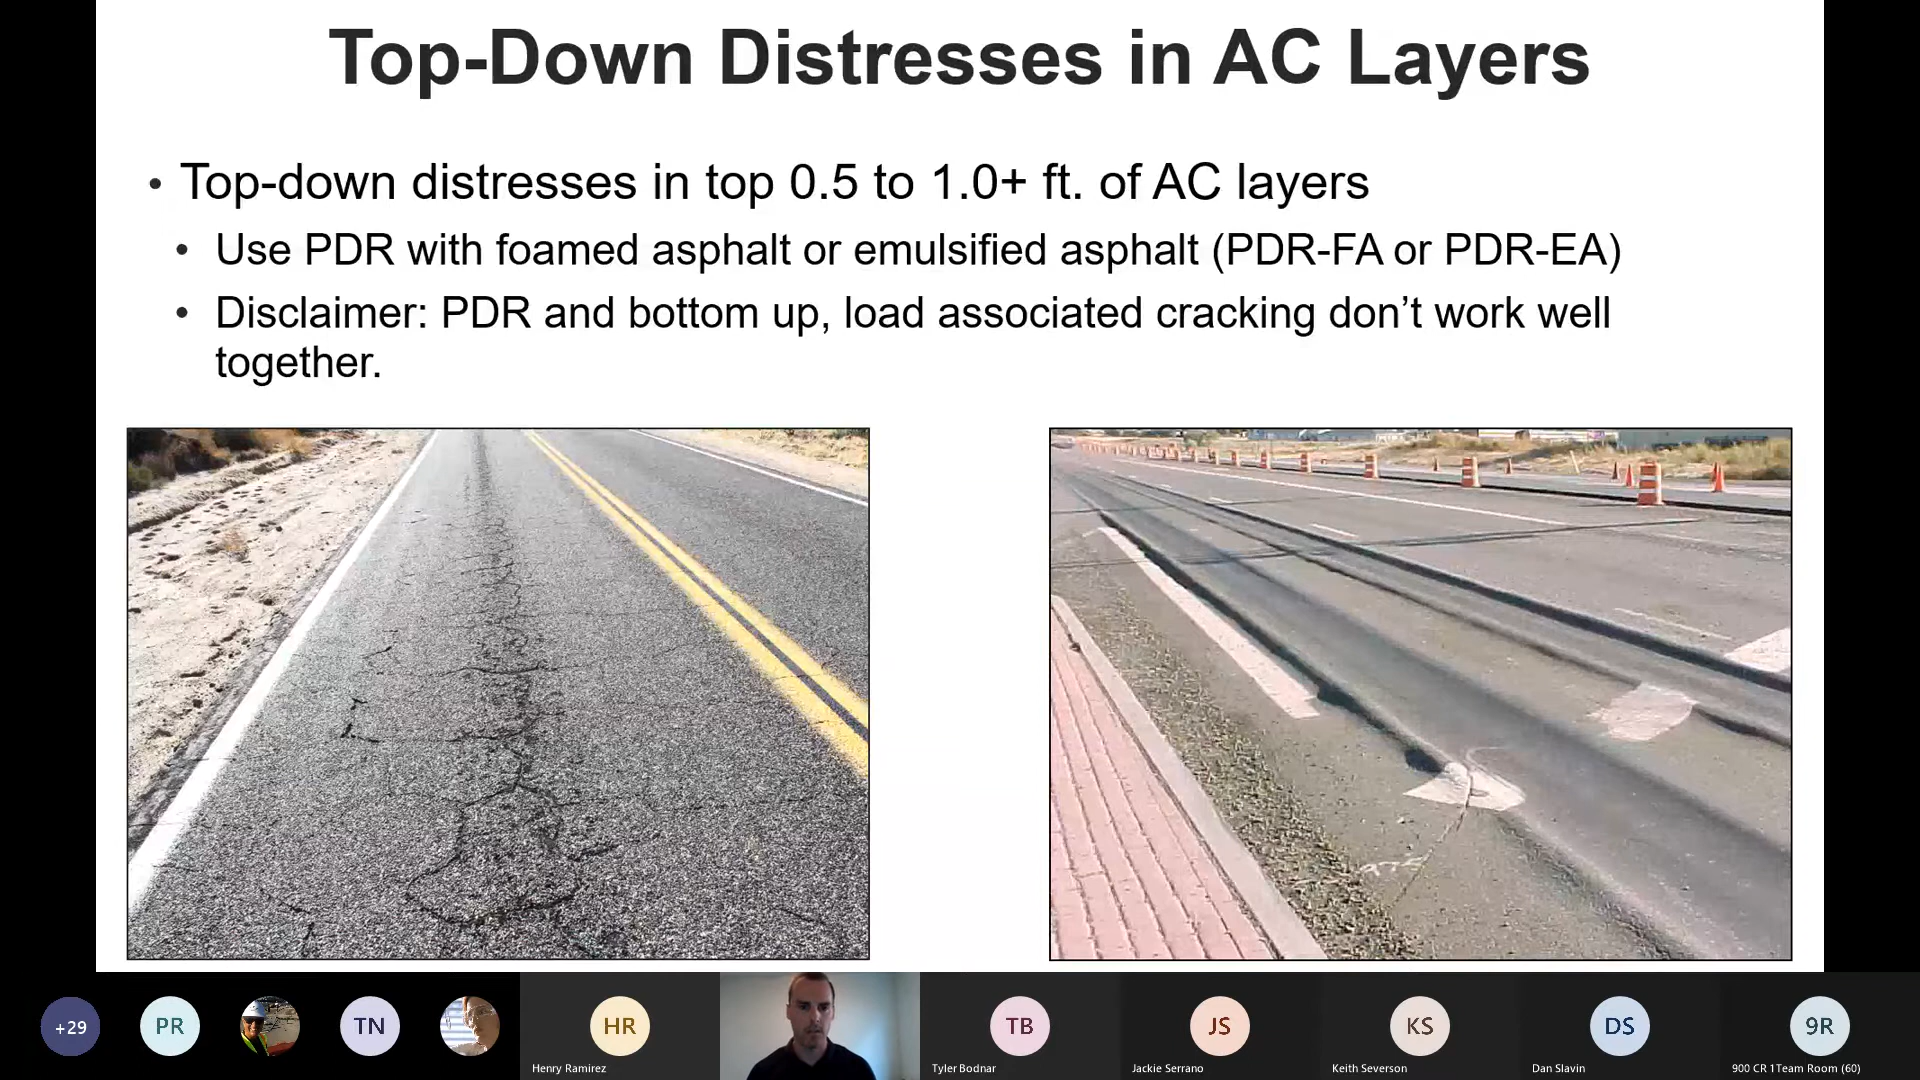 Top-Down Distresses in AC Layers
• Top-down distresses in top 0.5 to 1.0+ ft. of AC layers
• Use PDR with foamed asphalt or emulsified asphalt (PDR-FA or PDR-EA)
• Disclaimer: PDR and bottom up, load associated cracking don’t work well
together.
+29
PR
TN
HR
TB
JS
KS
DS
9R
Henry Ramirez
Tyler Bodnar
Jackie Serrano
Keith Severson
Dan Slavin
900 CR 1Team Room (60)